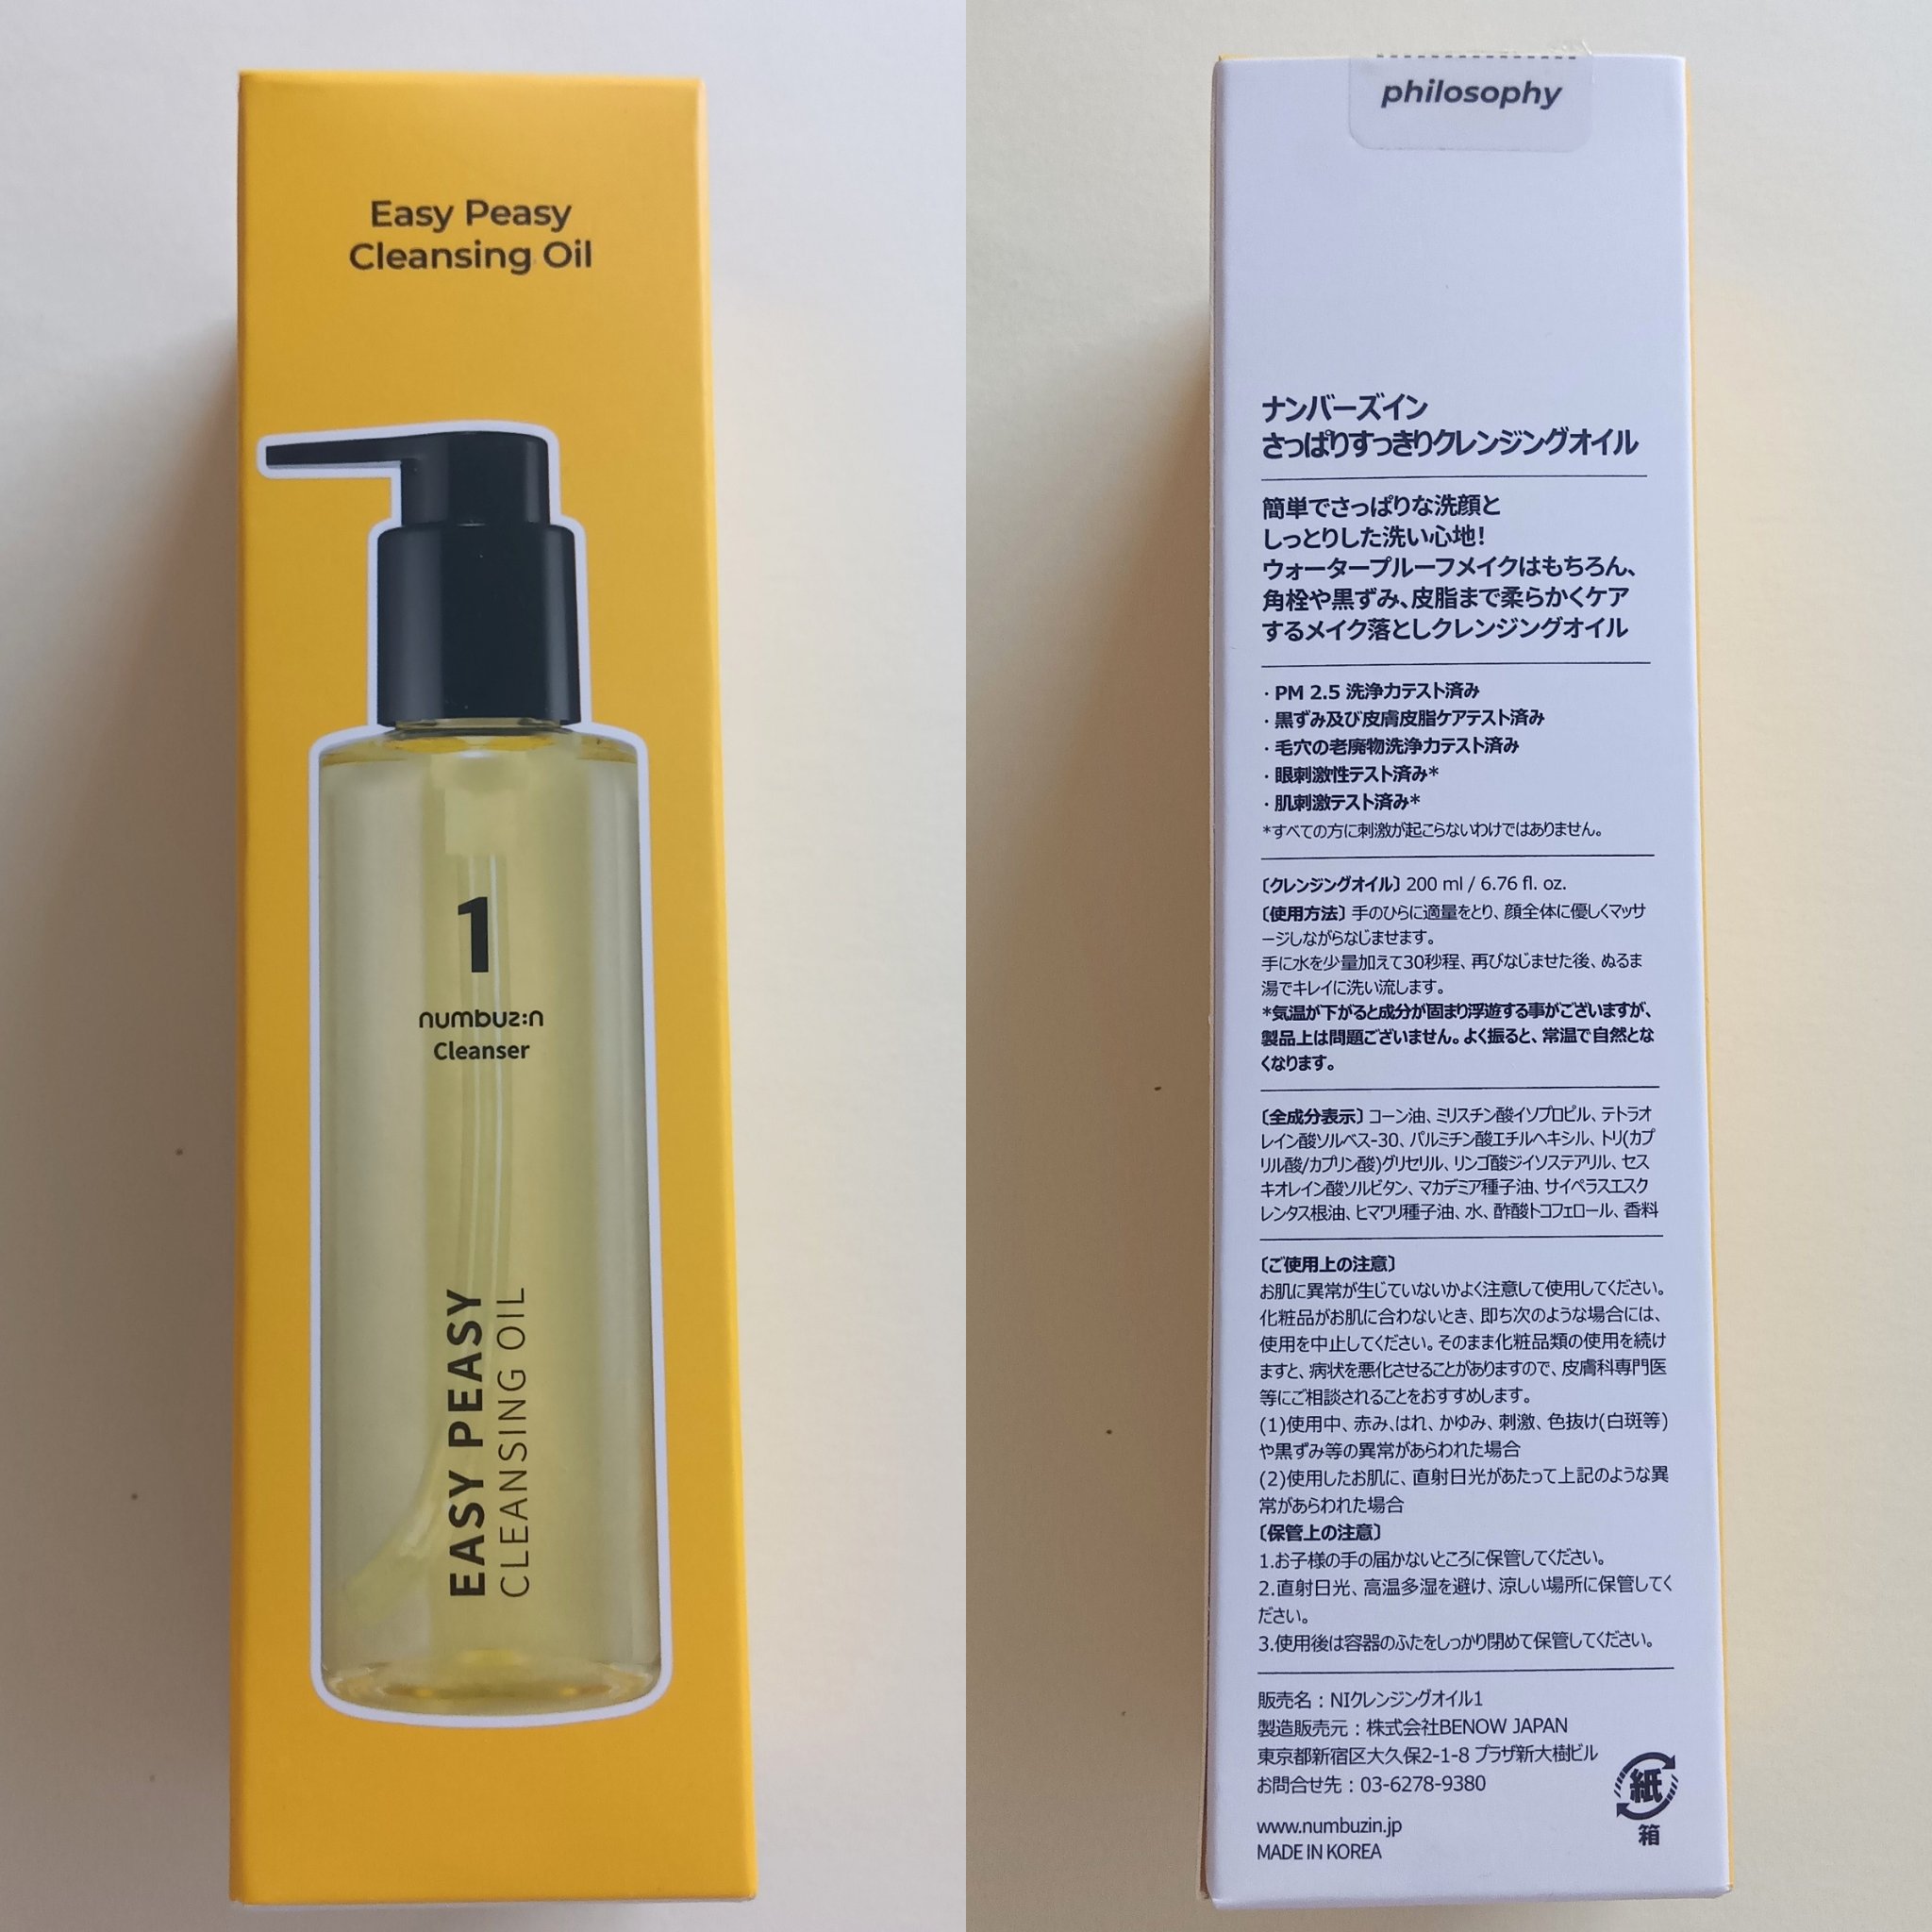 Easy Peasy
Cleansing Oil
1
numbuz:n
Cleanser
EASY PEASY
CLEANSING OIL
philosophy
ナンバーズイン
さっぱりすっきりクレンジングオイル
簡単でさっぱりな洗顔と
しっとりした洗い心地!
ウォータープルーフメイクはもちろん、
角栓や黒ずみ、皮脂まで柔らかくケア
するメイク落としクレンジングオイル
・PM 2.5 洗浄力テスト済み
・黒ずみ及び皮膚皮脂ケアテスト済み
・毛穴の老廃物洗浄力テスト済み
・眼刺激性テスト済み*
・肌刺激テスト済み*
*すべての方に刺激が起こらないわけではありません。
〔クレンジングオイル〕 200 ml / 6.76 fl. oz.
〔使用方法〕 手のひらに適量をとり、顔全体に優しくマッサ
ージしながらなじませます。
手に水を少量加えて30秒程、再びなじませた後、ぬるま
湯でキレイに洗い流します。
*気温が下がると成分が固まり浮遊する事がございますが、
製品上は問題ございません。よく振ると、常温で自然とな
くなります。
〔全成分表示〕 コーン油、ミリスチン酸イソプロピル、テトラオ
レイン酸ソルベス-30、パルミチン酸エチルヘキシル、トリ(カプ
リル酸/カプリン酸)グリセリル、リンゴ酸ジイソステアリル、セス
キオレイン酸ソルビタン、マカデミア種子油、サイペラスエスク
レンタス根油、ヒマワリ種子油、水、酢酸トコフェロール、香料
〔ご使用上の注意〕
お肌に異常が生じていないかよく注意して使用してください。
化粧品がお肌に合わないとき、即ち次のような場合には、
使用を中止してください。そのまま化粧品類の使用を続け
ますと、病状を悪化させることがありますので、皮膚科専門医
等にご相談されることをおすすめします。
(1)使用中、赤み、はれ、かゆみ、刺激、色抜け(白斑等)
や黒ずみ等の異常があらわれた場合
(2)使用したお肌に、直射日光があたって上記のような異
常があらわれた場合
〔保管上の注意〕
1.お子様の手の届かないところに保管してください。
2.直射日光、高温多湿を避け、涼しい場所に保管してく
ださい。
3.使用後は容器のふたをしっかり閉めて保管してください。
販売名：NIクレンジングオイル1
製造販売元：株式会社BENOW JAPAN
東京都新宿区大久保2-1-8 プラザ新大樹ビル
お問合せ先：03-6278-9380
www.numbuzin.jp
MADE IN KOREA
紙
箱